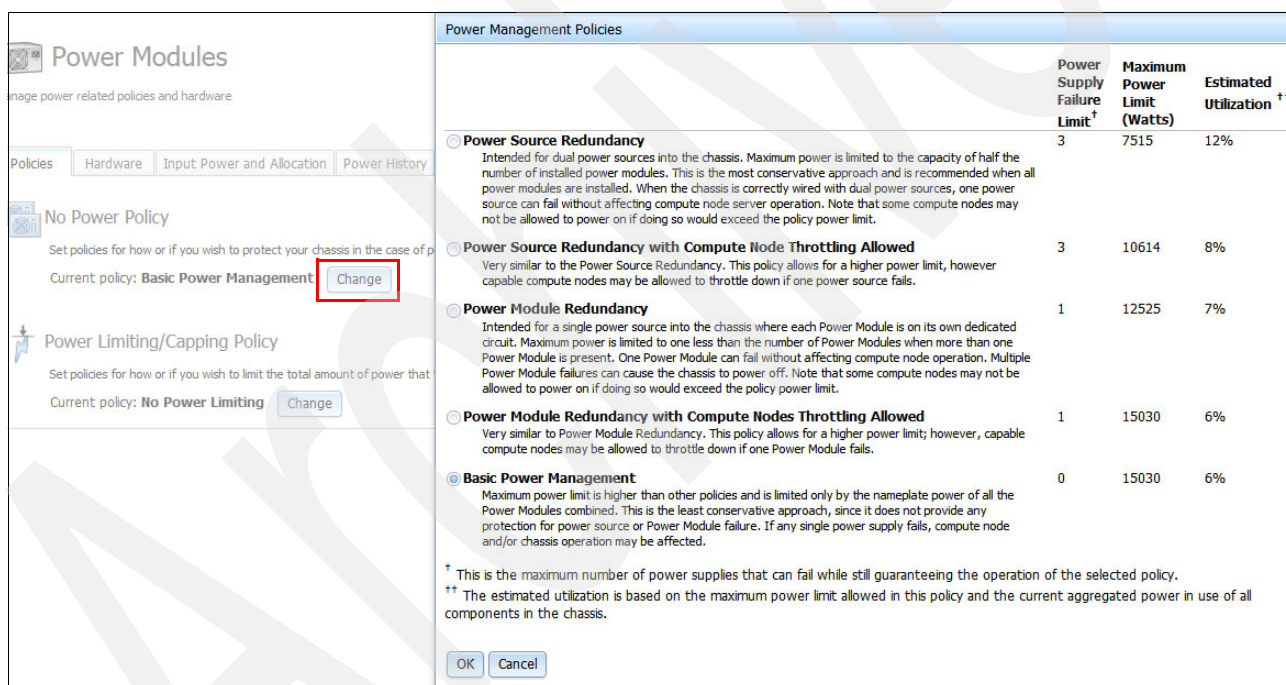 Power Modules
anage power related policies and hardware
Policies
Hardware
Input Power and Allocation
Power History
No Power Policy
Set policies for how or if you wish to protect your chassis in the case of p
Current policy: Basic Power Management
Change
Power Limiting/Capping Policy
Set policies for how or if you wish to limit the total amount of power that
Current policy: No Power Limiting
Change
Power Management Policies
Power Supply Failure Limit†
Maximum Power Limit (Watts)
Estimated Utilization ††
Power Source Redundancy 3 7515 12%
Intended for dual power sources into the chassis. Maximum power is limited to the capacity of half the
number of installed power modules. This is the most conservative approach and is recommended when all
power modules are installed. When the chassis is correctly wired with dual power sources, one power
source can fail without affecting compute node server operation. Note that some compute nodes may
not be allowed to power on if doing so would exceed the policy power limit.
Power Source Redundancy with Compute Node Throttling Allowed 3 10614 8%
Very similar to the Power Source Redundancy. This policy allows for a higher power limit, however
capable compute nodes may be allowed to throttle down if one power source fails.
Power Module Redundancy 1 12525 7%
Intended for a single power source into the chassis where each Power Module is on its own dedicated
circuit. Maximum power is limited to one less than the number of Power Modules when more than one
Power Module is present. One Power Module can fail without affecting compute node operation. Multiple
Power Module failures can cause the chassis to power off. Note that some compute nodes may not be
allowed to power on if doing so would exceed the policy power limit.
Power Module Redundancy with Compute Nodes Throttling Allowed 1 15030 6%
Very similar to Power Module Redundancy. This policy allows for a higher power limit; however, capable
compute nodes may be allowed to throttle down if one Power Module fails.
Basic Power Management 0 15030 6%
Maximum power limit is higher than other policies and is limited only by the nameplate power of all the
Power Modules combined. This is the least conservative approach, since it does not provide any
protection for power source or Power Module failure. If any single power supply fails, compute node
and/or chassis operation may be affected.
† This is the maximum number of power supplies that can fail while still guaranteeing the operation of the selected policy.
†† The estimated utilization is based on the maximum power limit allowed in this policy and the current aggregated power in use of all
components in the chassis.
OK
Cancel